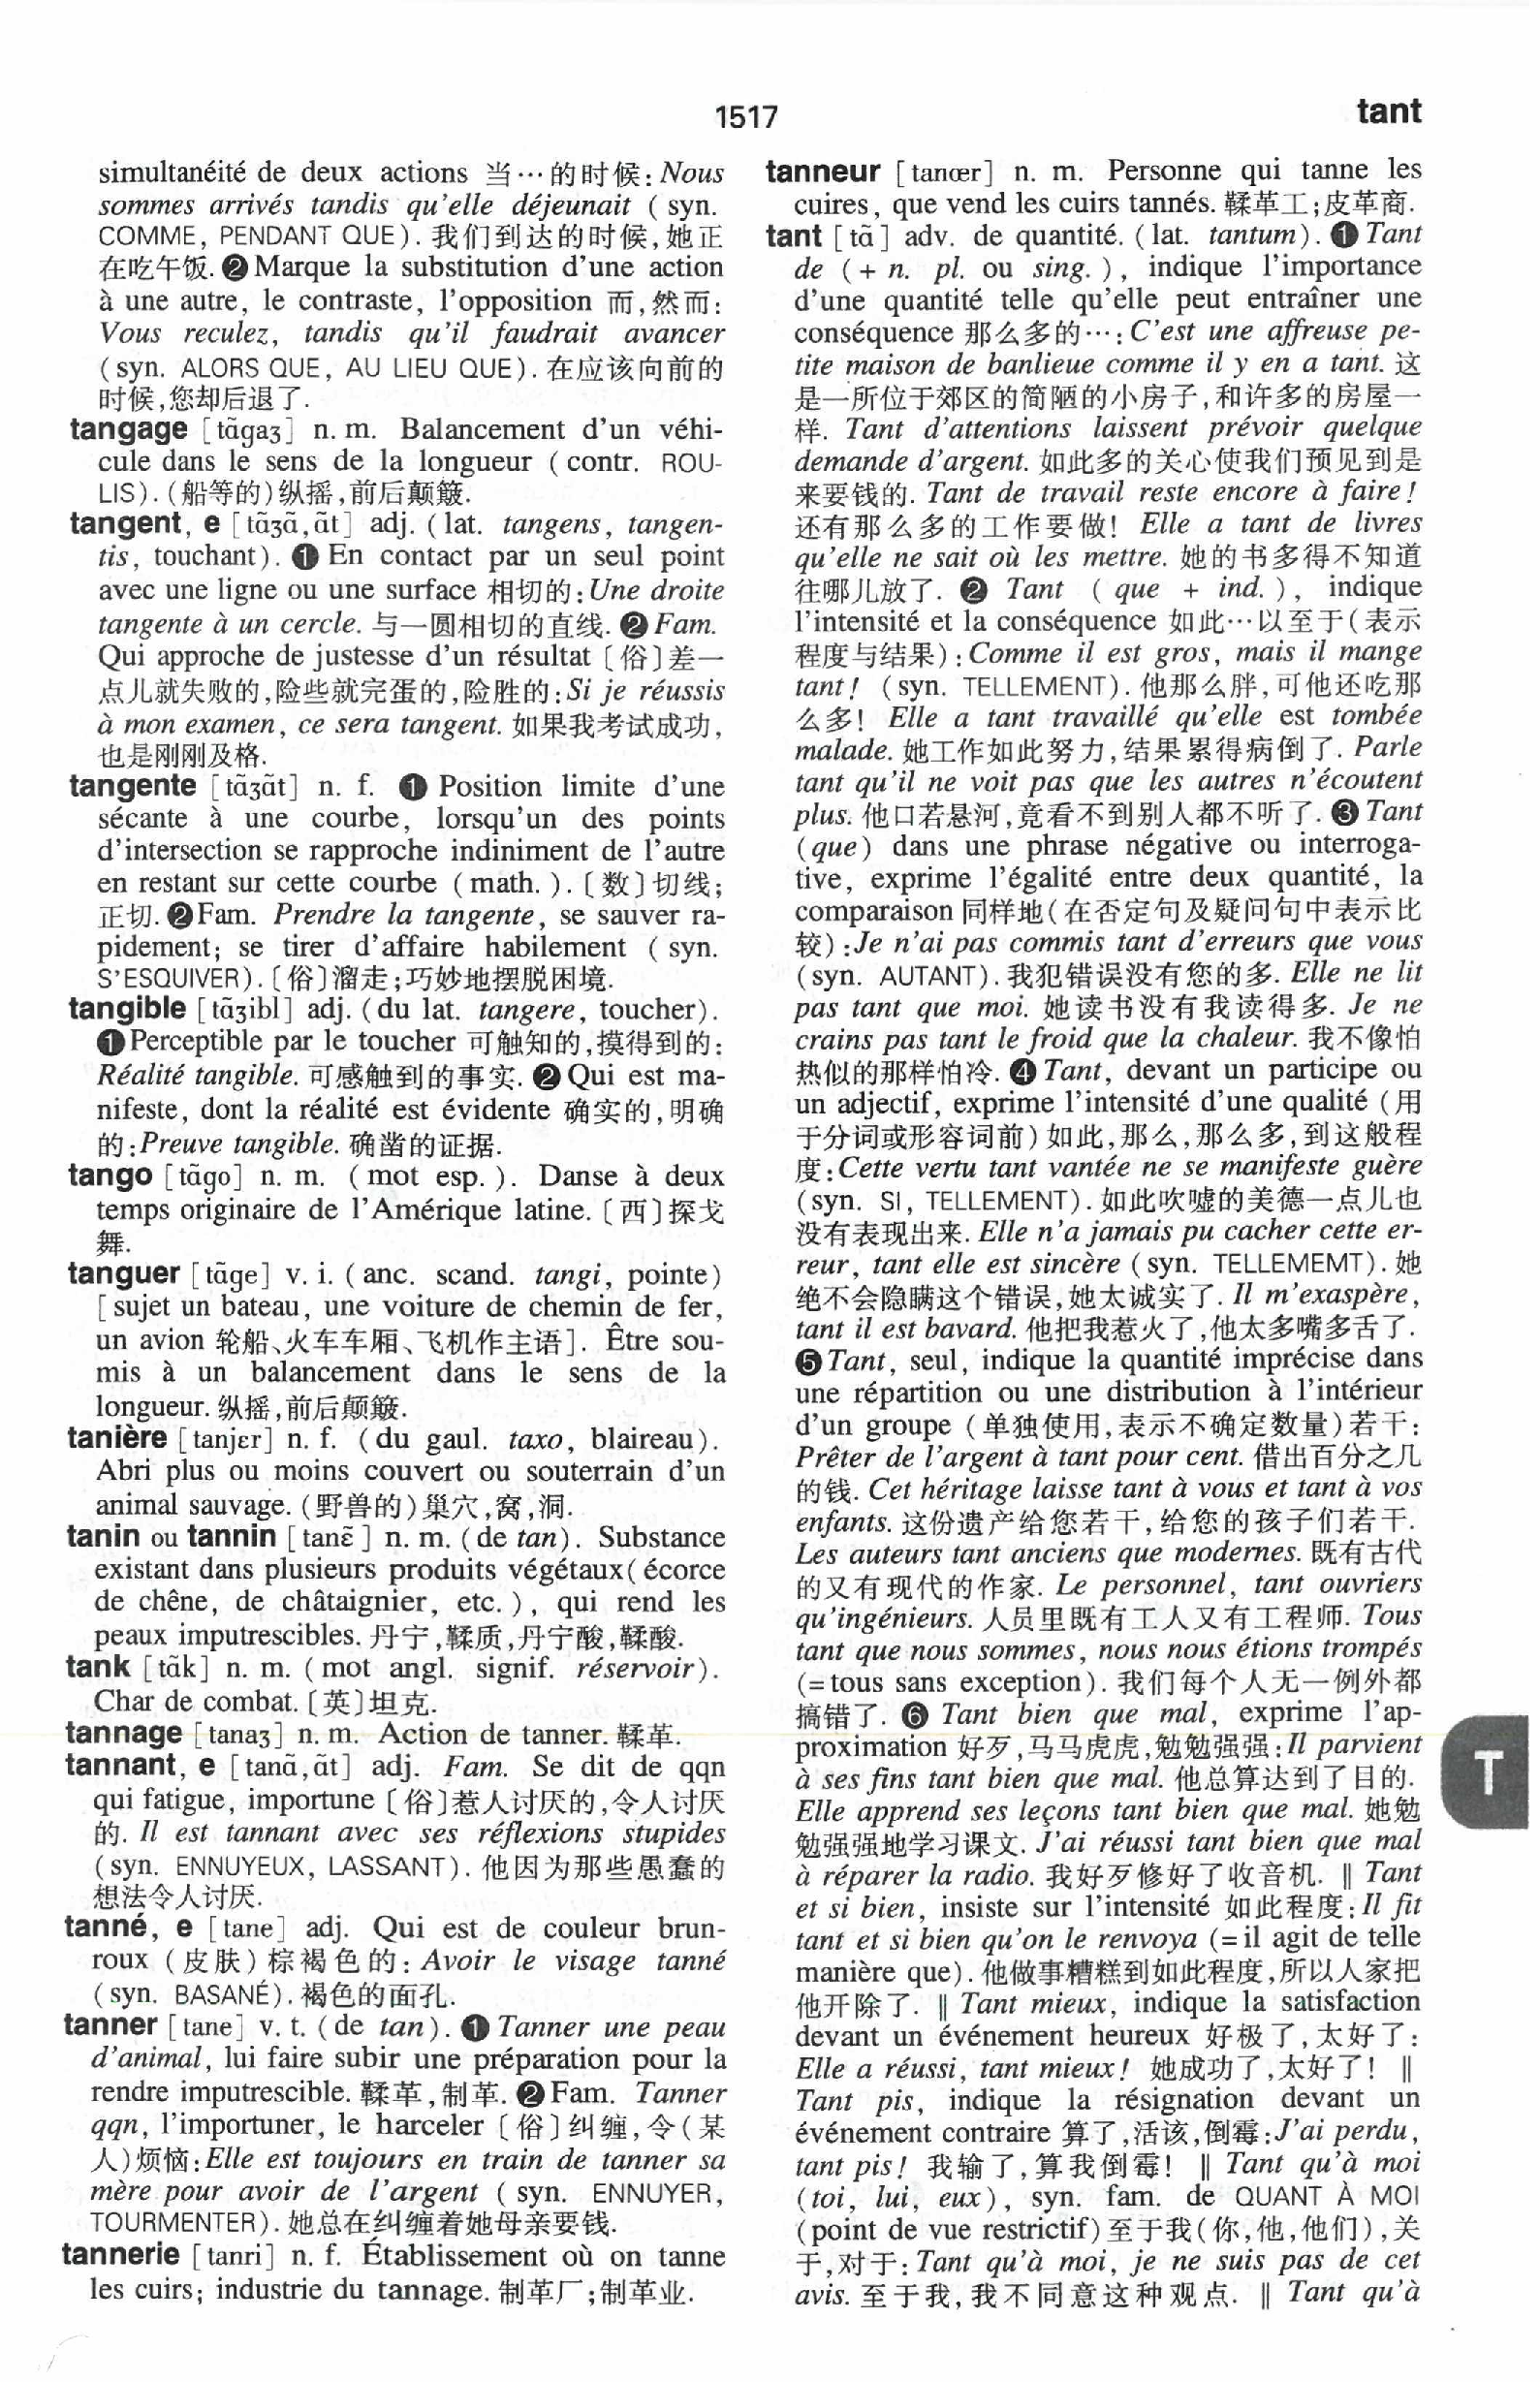 1517
tant
simultanéité de deux actions 当…的时候: Nous
sommes arrivés tandis qu'elle déjeunait ( syn.
COMME, PENDANT QUE). 我们到达的时候,她正
在吃午饭. ❷ Marque la substitution d'une action
à une autre, le contraste, l'opposition 而,然而:
Vous reculez, tandis qu'il faudrait avancer
( syn. ALORS QUE, AU LIEU QUE). 在应该向前的
时候,您却后退了.
tangage [tɑ̃gaʒ] n. m. Balancement d'un véhi-
cule dans le sens de la longueur ( contr. ROU-
LIS). (船等的)纵摇,前后颠簸.
tangent, e [tɑ̃ʒɑ̃,ɑ̃t] adj. ( lat. tangens, tangen-
tis, touchant). ❶ En contact par un seul point
avec une ligne ou une surface 相切的: Une droite
tangente à un cercle. 与一圆相切的直线. ❷ Fam.
Qui approche de justesse d'un résultat 〔俗〕差一
点儿就失败的,险些就完蛋的,险胜的: Si je réussis
à mon examen, ce sera tangent. 如果我考试成功,
也是刚刚及格.
tangente [tɑ̃ʒɑ̃t] n. f. ❶ Position limite d'une
sécante à une courbe, lorsqu'un des points
d'intersection se rapproche indiniment de l'autre
en restant sur cette courbe ( math. ). 〔数〕切线;
正切. ❷ Fam. Prendre la tangente, se sauver ra-
pidement; se tirer d'affaire habilement ( syn.
S'ESQUIVER). 〔俗〕溜走;巧妙地摆脱困境.
tangible [tɑ̃ʒibl] adj. ( du lat. tangere, toucher).
❶ Perceptible par le toucher 可触知的,摸得到的:
Réalité tangible. 可感触到的事实. ❷ Qui est ma-
nifeste, dont la réalité est évidente 确实的,明确
的: Preuve tangible. 确凿的证据.
tango [tɑ̃go] n. m. ( mot esp. ). Danse à deux
temps originaire de l'Amérique latine. 〔西〕探戈
舞.
tanguer [tɑ̃ge] v. i. ( anc. scand. tangi, pointe)
[ sujet un bateau, une voiture de chemin de fer,
un avion 轮船、火车车厢、飞机作主语]. Être sou-
mis à un balancement dans le sens de la
longueur. 纵摇,前后颠簸.
tanière [tanjɛr] n. f. ( du gaul. taxo, blaireau).
Abri plus ou moins couvert ou souterrain d'un
animal sauvage. (野兽的)巢穴,窝,洞.
tanin ou tannin [tanɛ̃] n. m. ( de tan). Substance
existant dans plusieurs produits végétaux( écorce
de chêne, de châtaignier, etc. ), qui rend les
peaux imputrescibles. 丹宁,鞣质,丹宁酸,鞣酸.
tank [tɑ̃k] n. m. ( mot angl. signif. réservoir).
Char de combat. 〔英〕坦克.
tannage [tanaʒ] n. m. Action de tanner. 鞣革.
tannant, e [tanɑ̃,ɑ̃t] adj. Fam. Se dit de qqn
qui fatigue, importune 〔俗〕惹人讨厌的,令人讨厌
的. Il est tannant avec ses réflexions stupides
( syn. ENNUYEUX, LASSANT). 他因为那些愚蠢的
想法令人讨厌.
tanné, e [tane] adj. Qui est de couleur brun-
roux (皮肤)棕褐色的: Avoir le visage tanné
( syn. BASANÉ). 褐色的面孔.
tanner [tane] v. t. ( de tan). ❶ Tanner une peau
d'animal, lui faire subir une préparation pour la
rendre imputrescible. 鞣革,制革. ❷ Fam. Tanner
qqn, l'importuner, le harceler 〔俗〕纠缠,令(某
人)烦恼: Elle est toujours en train de tanner sa
mère pour avoir de l'argent ( syn. ENNUYER,
TOURMENTER). 她总在纠缠着她母亲要钱.
tannerie [tanri] n. f. Établissement où on tanne
les cuirs; industrie du tannage. 制革厂;制革业.
tanneur [tanœr] n. m. Personne qui tanne les
cuires, que vend les cuirs tannés. 鞣革工;皮革商.
tant [tɑ̃] adv. de quantité. ( lat. tantum). ❶ Tant
de ( + n. pl. ou sing. ), indique l'importance
d'une quantité telle qu'elle peut entraîner une
conséquence 那么多的…: C'est une affreuse pe-
tite maison de banlieue comme il y en a tant. 这
是一所位于郊区的简陋的小房子,和许多的房屋一
样. Tant d'attentions laissent prévoir quelque
demande d'argent. 如此多的关心使我们预见到是
来要钱的. Tant de travail reste encore à faire!
还有那么多的工作要做! Elle a tant de livres
qu'elle ne sait où les mettre. 她的书多得不知道
往哪儿放了. ❷ Tant ( que + ind. ), indique
l'intensité et la conséquence 如此…以至于(表示
程度与结果): Comme il est gros, mais il mange
tant! ( syn. TELLEMENT). 他那么胖,可他还吃那
么多! Elle a tant travaillé qu'elle est tombée
malade. 她工作如此努力,结果累得病倒了. Parle
tant qu'il ne voit pas que les autres n'écoutent
plus. 他口若悬河,竟看不到别人都不听了. ❸ Tant
(que) dans une phrase négative ou interroga-
tive, exprime l'égalité entre deux quantité, la
comparaison 同样地(在否定句及疑问句中表示比
较): Je n'ai pas commis tant d'erreurs que vous
(syn. AUTANT). 我犯错误没有您的多. Elle ne lit
pas tant que moi. 她读书没有我读得多. Je ne
crains pas tant le froid que la chaleur. 我不像怕
热似的那样怕冷. ❹ Tant, devant un participe ou
un adjectif, exprime l'intensité d'une qualité (用
于分词或形容词前)如此,那么,那么多,到这般程
度: Cette vertu tant vantée ne se manifeste guère
(syn. SI, TELLEMENT). 如此吹嘘的美德一点儿也
没有表现出来. Elle n'a jamais pu cacher cette er-
reur, tant elle est sincère ( syn. TELLEMEMT). 她
绝不会隐瞒这个错误,她太诚实了. Il m'exaspère,
tant il est bavard. 他把我惹火了,他太多嘴多舌了.
❺ Tant, seul, indique la quantité imprécise dans
une répartition ou une distribution à l'intérieur
d'un groupe (单独使用,表示不确定数量)若干:
Prêter de l'argent à tant pour cent. 借出百分之几
的钱. Cet héritage laisse tant à vous et tant à vos
enfants. 这份遗产给您若干,给您的孩子们若干.
Les auteurs tant anciens que modernes. 既有古代
的又有现代的作家. Le personnel, tant ouvriers
qu'ingénieurs. 人员里既有工人又有工程师. Tous
tant que nous sommes, nous nous étions trompés
(=tous sans exception). 我们每个人无一例外都
搞错了. ❻ Tant bien que mal, exprime l'ap-
proximation 好歹,马马虎虎,勉勉强强: Il parvient
à ses fins tant bien que mal. 他总算达到了目的.
Elle apprend ses leçons tant bien que mal. 她勉
勉强强地学习课文. J'ai réussi tant bien que mal
à réparer la radio. 我好歹修好了收音机. ‖ Tant
et si bien, insiste sur l'intensité 如此程度: Il fit
tant et si bien qu'on le renvoya (=il agit de telle
manière que). 他做事糟糕到如此程度,所以人家把
他开除了. ‖ Tant mieux, indique la satisfaction
devant un événement heureux 好极了,太好了:
Elle a réussi, tant mieux! 她成功了,太好了! ‖
Tant pis, indique la résignation devant un
événement contraire 算了,活该,倒霉: J'ai perdu,
tant pis! 我输了,算我倒霉! ‖ Tant qu'à moi
(toi, lui, eux), syn. fam. de QUANT À MOI
(point de vue restrictif)至于我(你,他,他们),关
于,对于: Tant qu'à moi, je ne suis pas de cet
avis. 至于我,我不同意这种观点. ‖ Tant qu'à
T